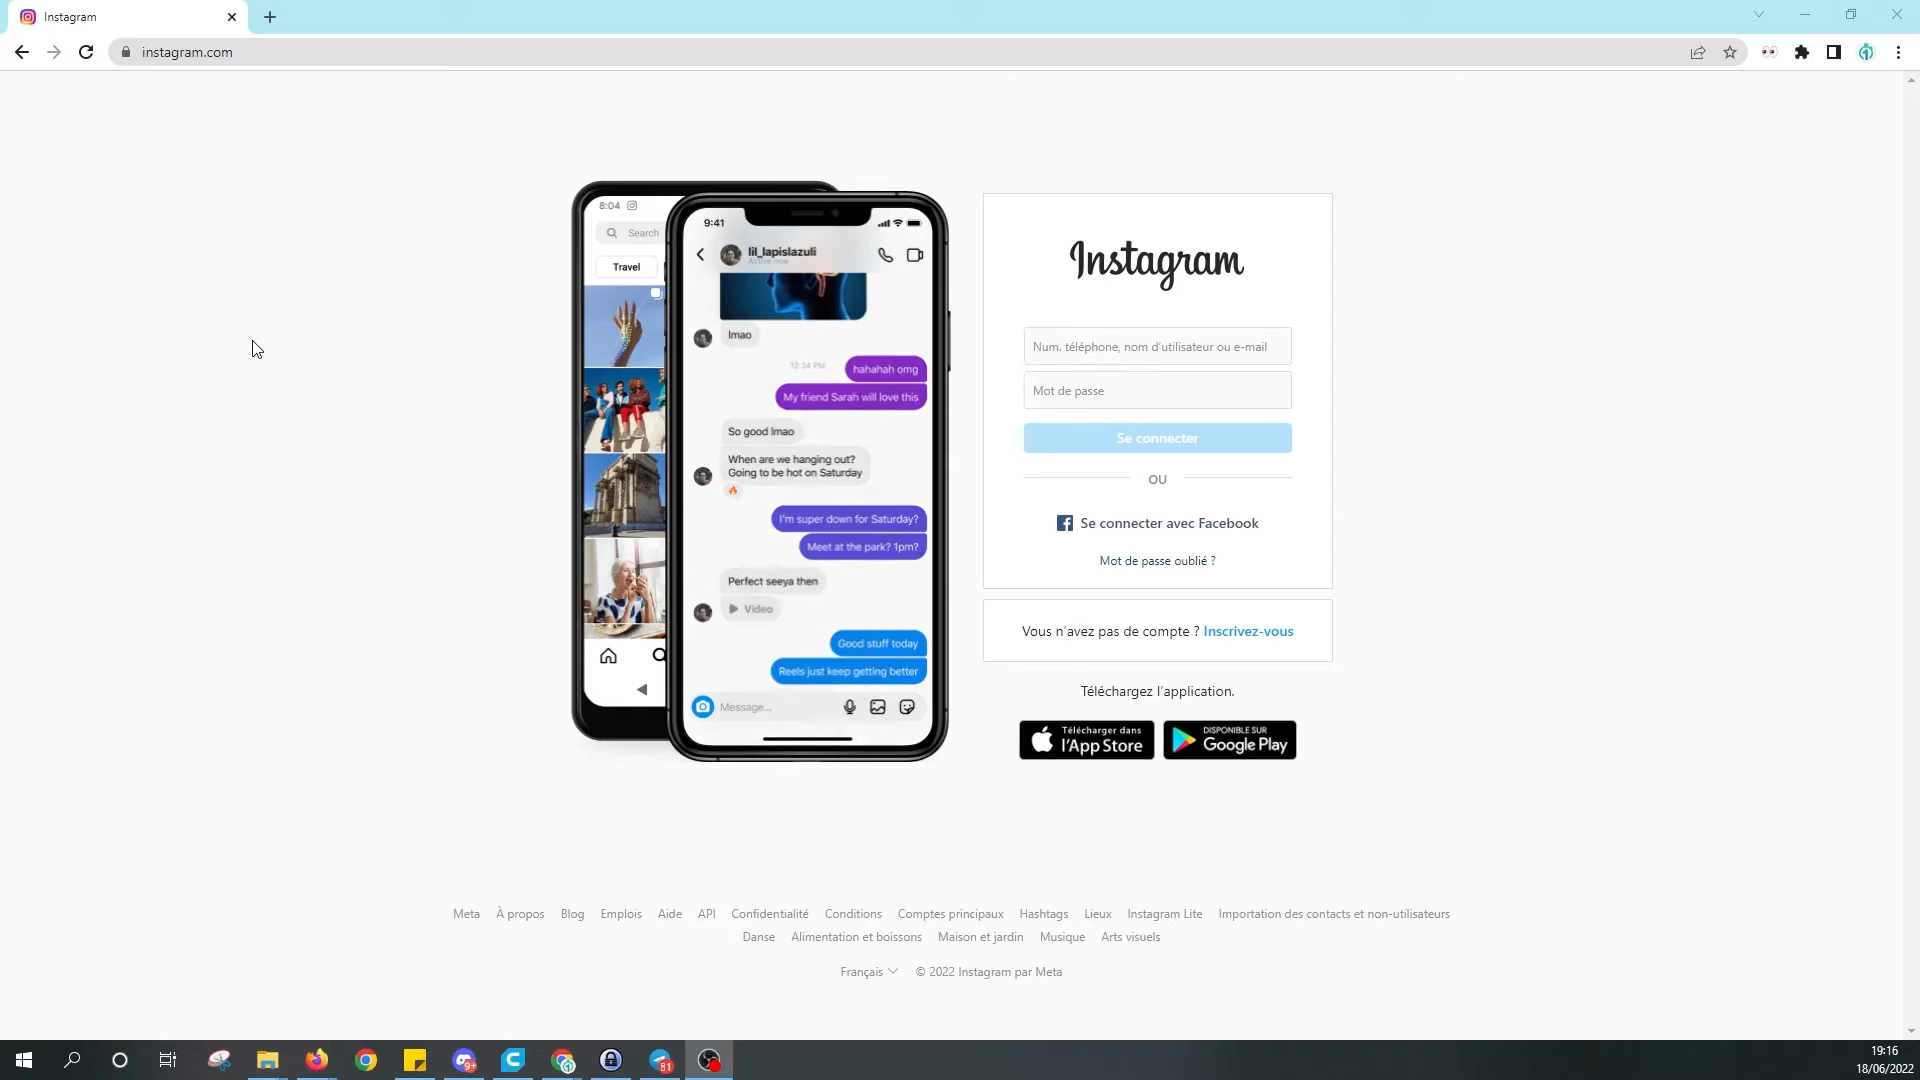 Instagram
instagram.com
8:04
Search
Travel
9:41
lil_lapislazuli
Active now
lmao
12:34 PM
hahahah omg
My friend Sarah will love this
So good lmao
When are we hanging out?
Going to be hot on Saturday
I'm super down for Saturday?
Meet at the park? 1pm?
Perfect seeya then
Video
Good stuff today
Reels just keep getting better
Message...
Instagram
Num. téléphone, nom d’utilisateur ou e-mail
Mot de passe
Se connecter
OU
Se connecter avec Facebook
Mot de passe oublié ?
Vous n’avez pas de compte ? Inscrivez-vous
Téléchargez l’application.
Télécharger dans
l'App Store
DISPONIBLE SUR
Google Play
Meta À propos Blog Emplois Aide API Confidentialité Conditions Comptes principaux Hashtags Lieux Instagram Lite Importation des contacts et non-utilisateurs
Danse Alimentation et boissons Maison et jardin Musique Arts visuels
Français © 2022 Instagram par Meta
9+
81
19:16
18/06/2022